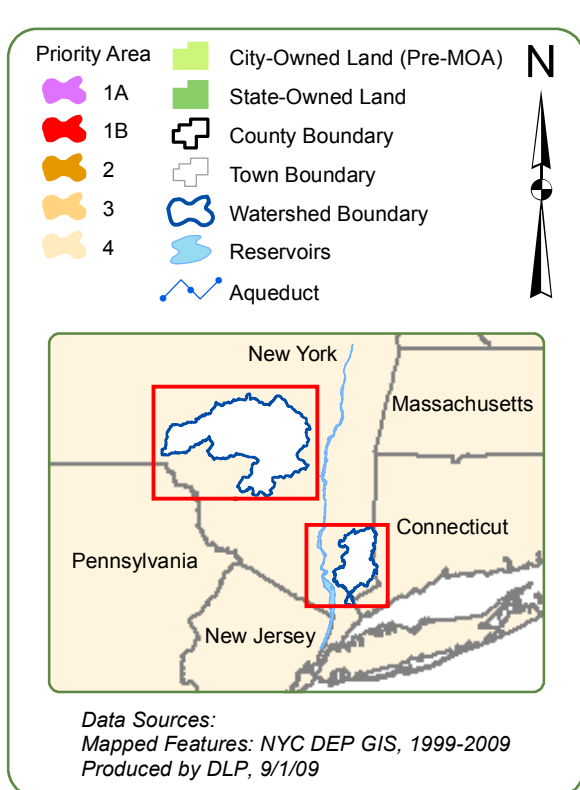 Priority Area
1A
1B
2
3
4
City-Owned Land (Pre-MOA)
State-Owned Land
County Boundary
Town Boundary
Watershed Boundary
Reservoirs
Aqueduct
N
New York
Massachusetts
Connecticut
Pennsylvania
New Jersey
Data Sources:
Mapped Features: NYC DEP GIS, 1999-2009
Produced by DLP, 9/1/09